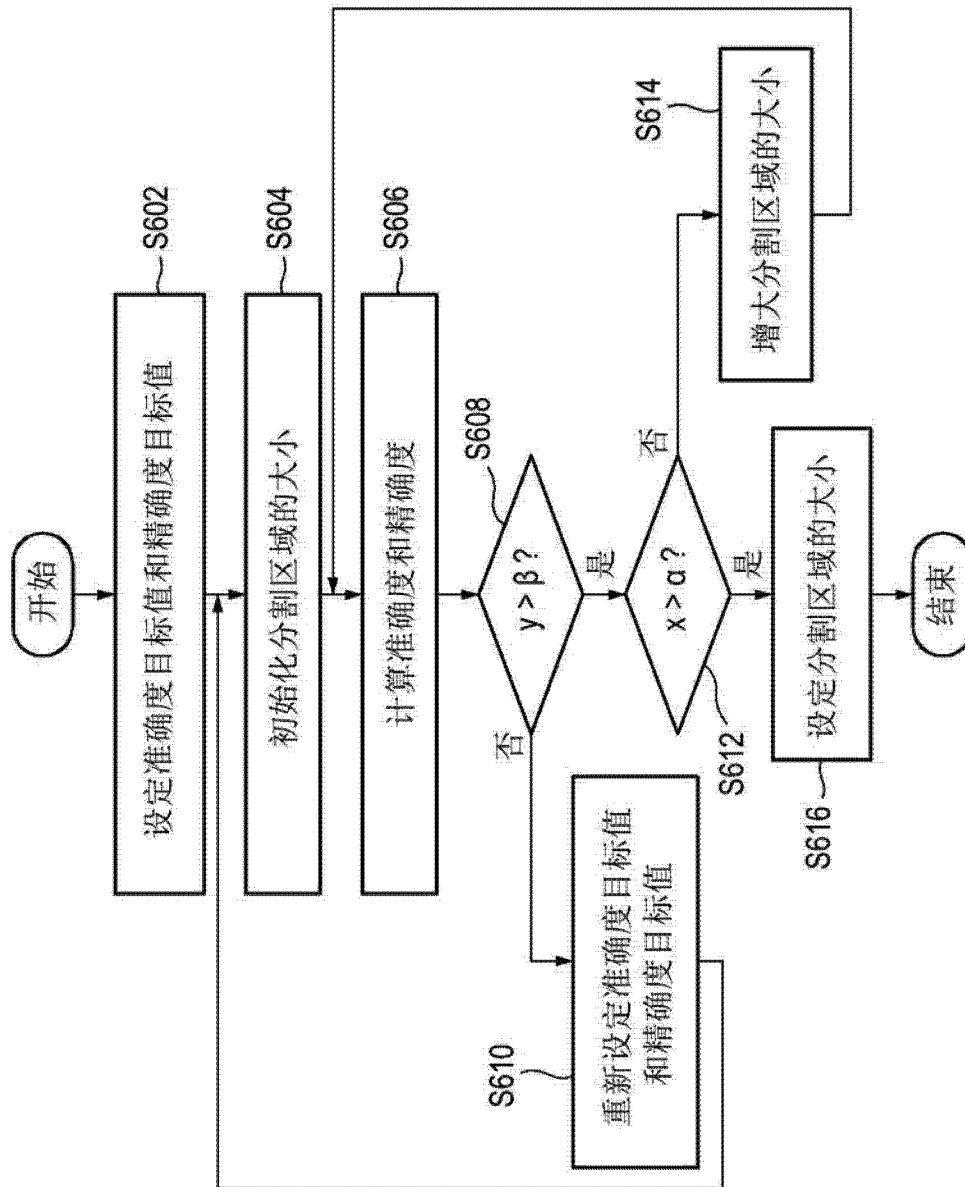 开始
设定准确度目标值和精确度目标值
S602
初始化分割区域的大小
S604
计算准确度和精确度
S606
y > β ?
S608
否
是
重新设定准确度目标值
和精确度目标值
S610
x > α ?
S612
否
是
增大分割区域的大小
S614
设定分割区域的大小
S616
结束